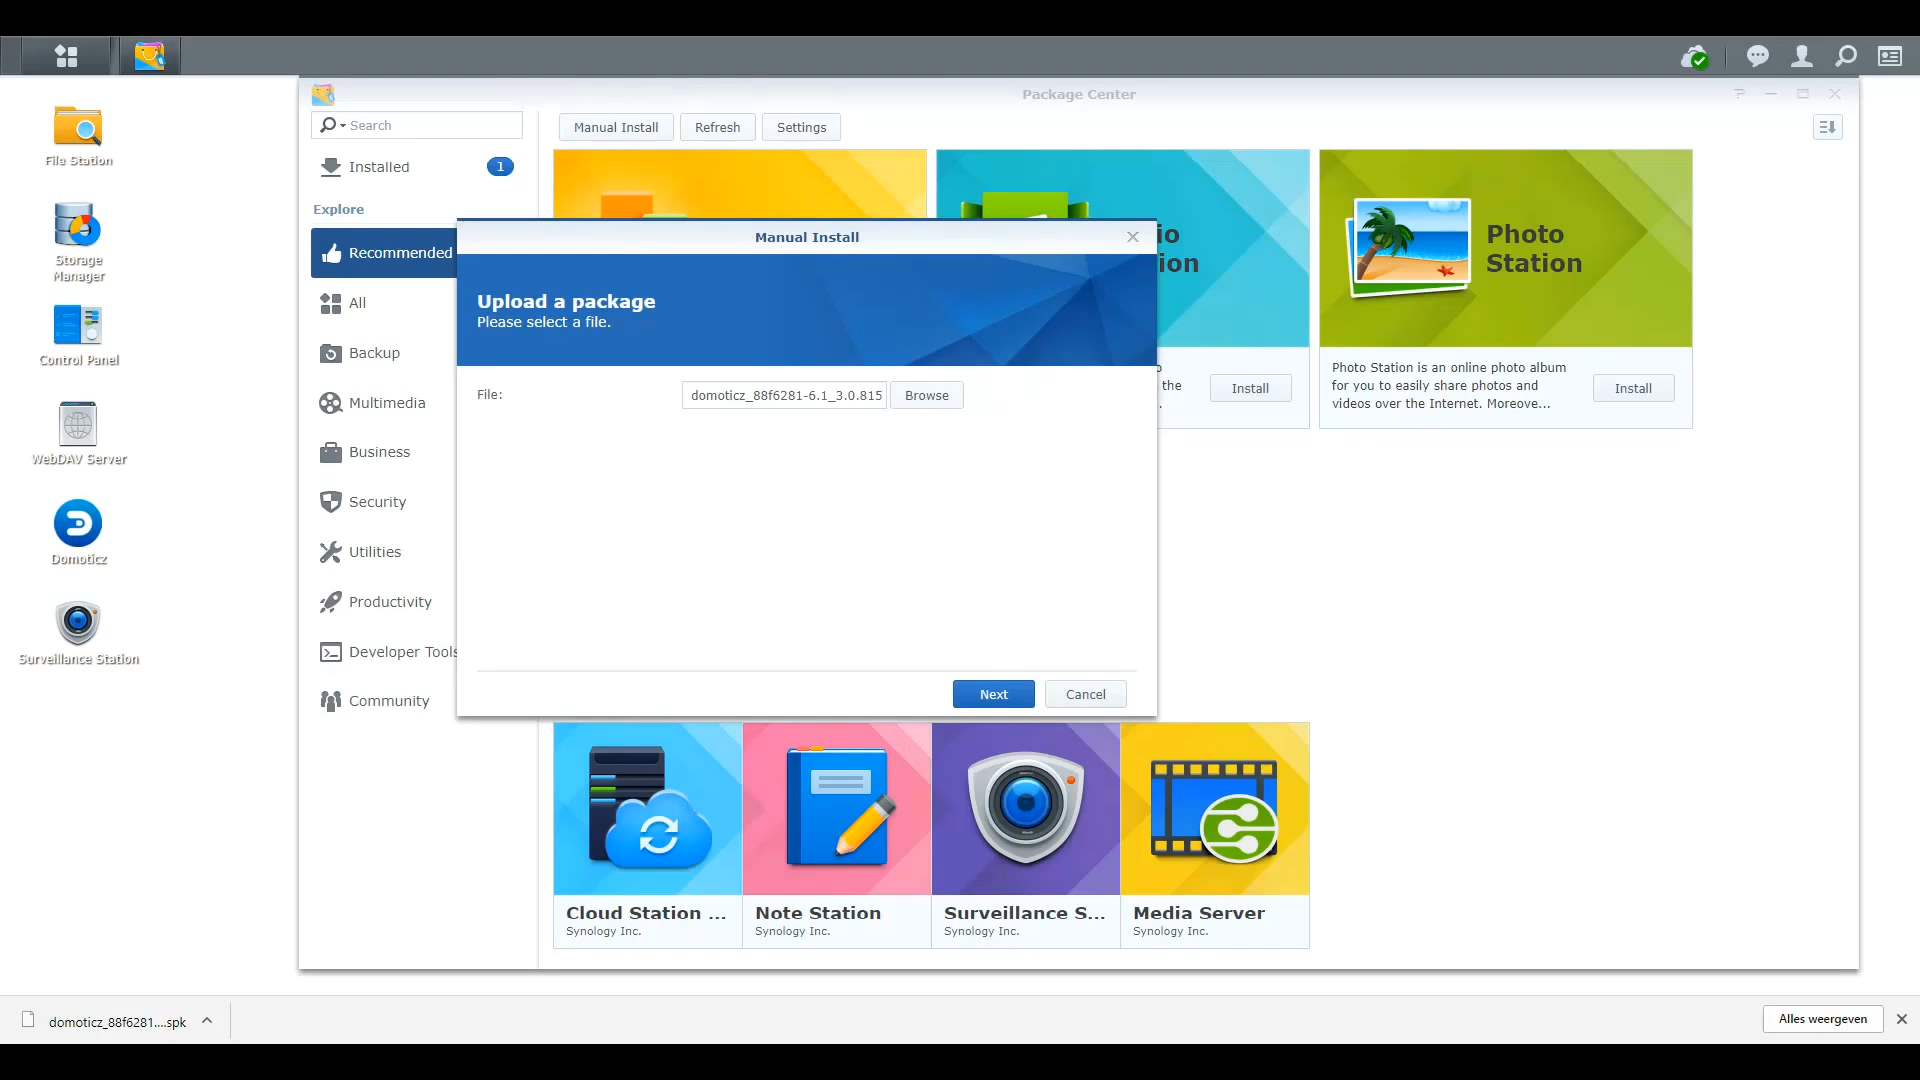 Package Center
File Station
Storage
Manager
Control Panel
WebDAV Server
Domoticz
Surveillance Station
Search
Installed
1
Explore
Recommended
All
Backup
Multimedia
Business
Security
Utilities
Productivity
Developer Tools
Community
Manual Install
Refresh
Settings
io
ion
Photo
Station
the
.
Install
Photo Station is an online photo album
for you to easily share photos and
videos over the Internet. Moreove...
Install
Manual Install
Upload a package
Please select a file.
File:
domoticz_88f6281-6.1_3.0.815
Browse
Next
Cancel
Cloud Station ...
Synology Inc.
Note Station
Synology Inc.
Surveillance S...
Synology Inc.
Media Server
Synology Inc.
domoticz_88f6281....spk
Alles weergeven